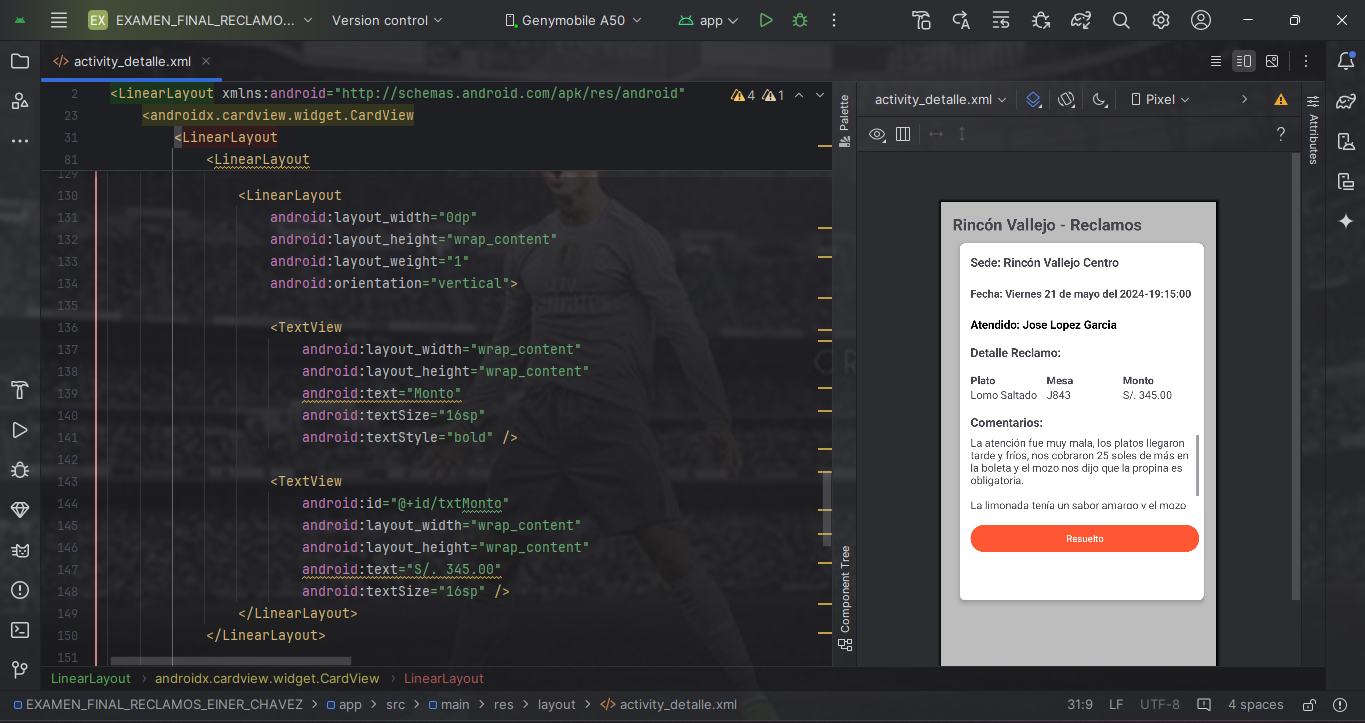 EX EXAMEN_FINAL_RECLAMO... Version control Genymobile A50 app
activity_detalle.xml
2 <LinearLayout xmlns:android="http://schemas.android.com/apk/res/android" 4 1
23 <androidx.cardview.widget.CardView
31 <LinearLayout
81 <LinearLayout
129
130 <LinearLayout
131 android:layout_width="0dp"
132 android:layout_height="wrap_content"
133 android:layout_weight="1"
134 android:orientation="vertical">
135
136 <TextView
137 android:layout_width="wrap_content"
138 android:layout_height="wrap_content"
139 android:text="Monto"
140 android:textSize="16sp"
141 android:textStyle="bold" />
142
143 <TextView
144 android:id="@+id/txtMonto"
145 android:layout_width="wrap_content"
146 android:layout_height="wrap_content"
147 android:text="S/. 345.00"
148 android:textSize="16sp" />
149 </LinearLayout>
150 </LinearLayout>
151
Palette
Component Tree
activity_detalle.xml Pixel
?
Attributes
Rincón Vallejo - Reclamos
Sede: Rincón Vallejo Centro
Fecha: Viernes 21 de mayo del 2024-19:15:00
Atendido: Jose Lopez Garcia
Detalle Reclamo:
Plato Mesa Monto
Lomo Saltado J843 S/. 345.00
Comentarios:
La atención fue muy mala, los platos llegaron
tarde y fríos, nos cobraron 25 soles de más en
la boleta y el mozo nos dijo que la propina es
obligatoria.
La limonada tenía un sabor amargo y el mozo
Resuelto
LinearLayout › androidx.cardview.widget.CardView › LinearLayout
EXAMEN_FINAL_RECLAMOS_EINER_CHAVEZ > app > src > main > res > layout > activity_detalle.xml 31:9 LF UTF-8 4 spaces